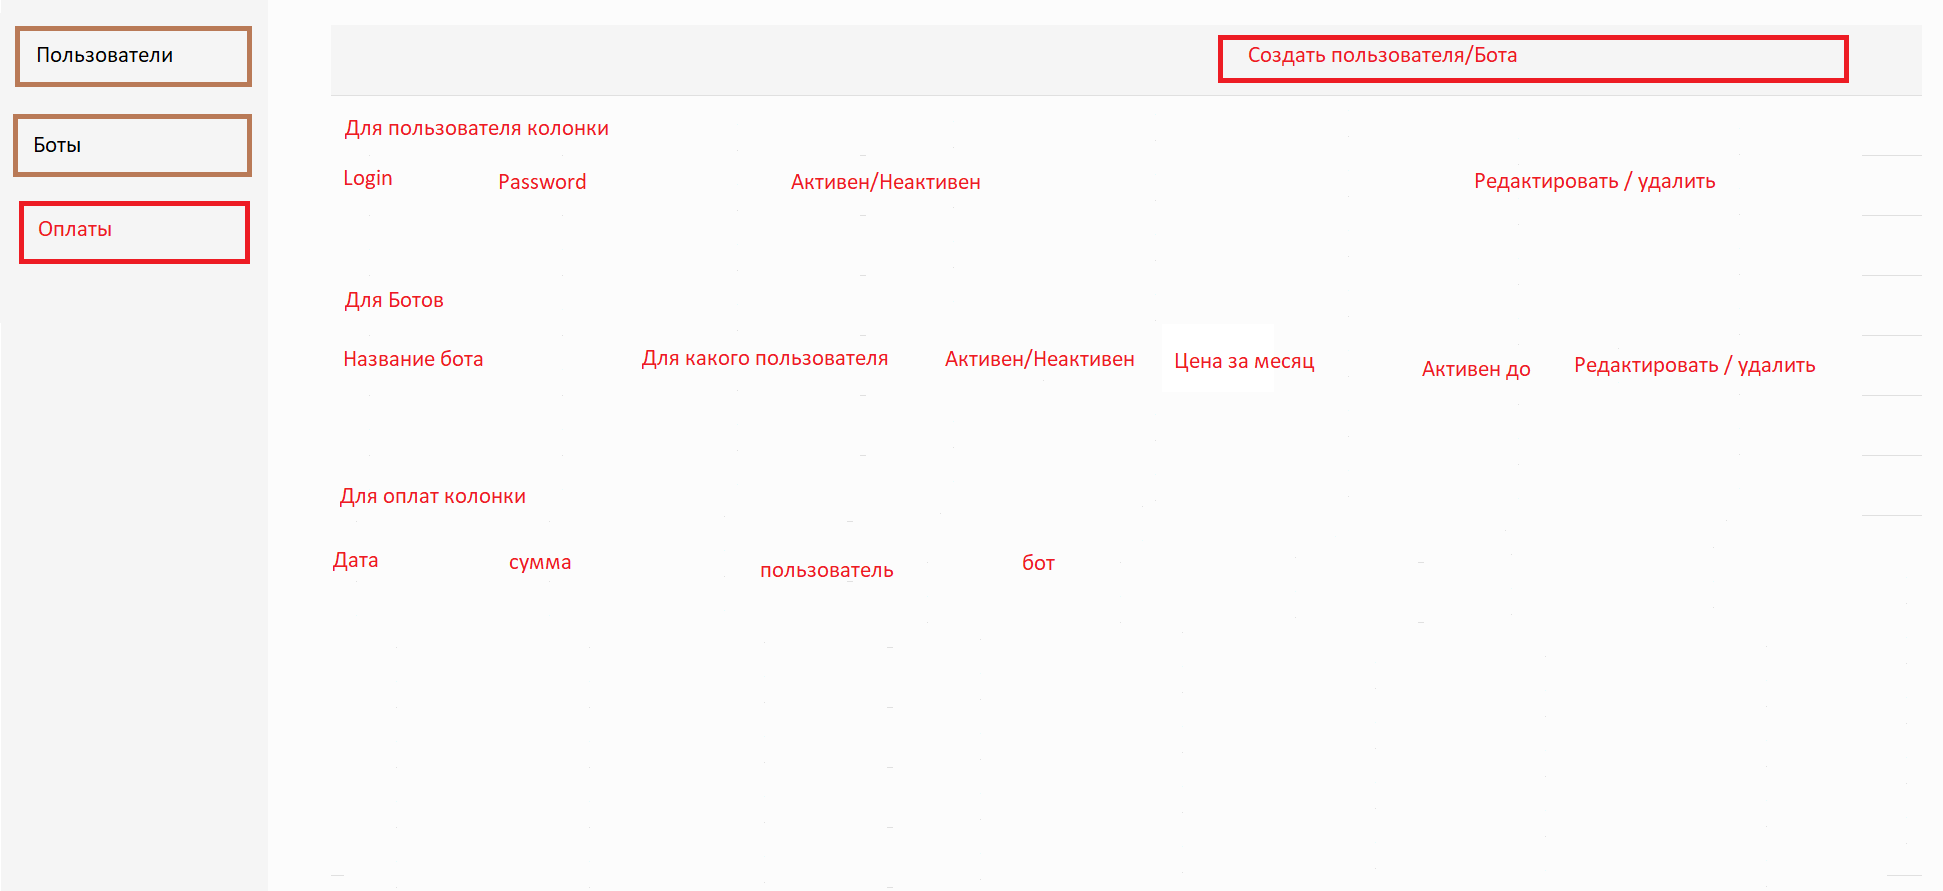 Пользователи
Боты
Оплаты
Создать пользователя/Бота
Для пользователя колонки
Login Password Активен/Неактивен Редактировать / удалить
Для Ботов
Название бота Для какого пользователя Активен/Неактивен Цена за месяц Активен до Редактировать / удалить
Для оплат колонки
Дата сумма пользователь бот